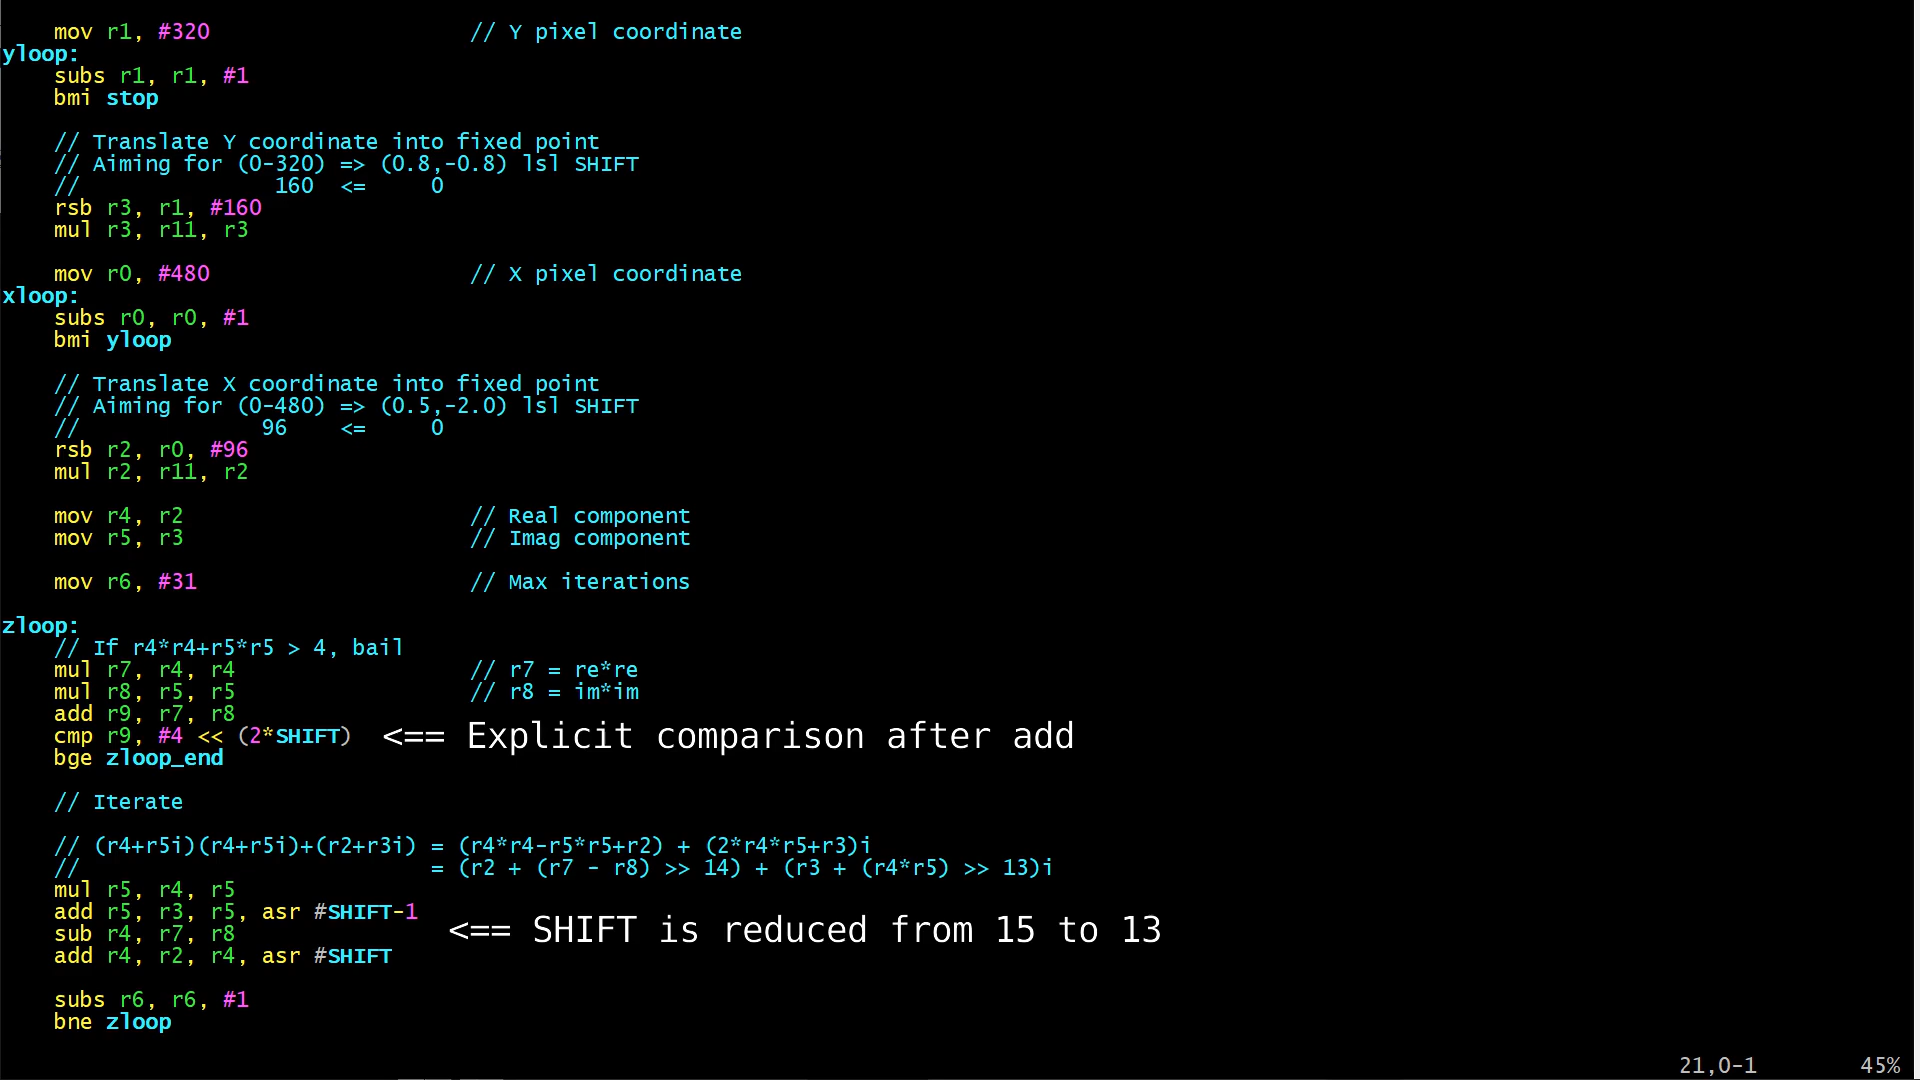 mov r1, #320 // Y pixel coordinate
yloop:
subs r1, r1, #1
bmi stop
// Translate Y coordinate into fixed point
// Aiming for (0-320) => (0.8,-0.8) lsl SHIFT
// 160 <= 0
rsb r3, r1, #160
mul r3, r11, r3
mov r0, #480 // X pixel coordinate
xloop:
subs r0, r0, #1
bmi yloop
// Translate X coordinate into fixed point
// Aiming for (0-480) => (0.5,-2.0) lsl SHIFT
// 96 <= 0
rsb r2, r0, #96
mul r2, r11, r2
mov r4, r2 // Real component
mov r5, r3 // Imag component
mov r6, #31 // Max iterations
zloop:
// If r4*r4+r5*r5 > 4, bail
mul r7, r4, r4 // r7 = re*re
mul r8, r5, r5 // r8 = im*im
add r9, r7, r8
cmp r9, #4 << (2*SHIFT) <== Explicit comparison after add
bge zloop_end
// Iterate
// (r4+r5i)(r4+r5i)+(r2+r3i) = (r4*r4-r5*r5+r2) + (2*r4*r5+r3)i
// = (r2 + (r7 - r8) >> 14) + (r3 + (r4*r5) >> 13)i
mul r5, r4, r5
add r5, r3, r5, asr #SHIFT-1
<== SHIFT is reduced from 15 to 13
sub r4, r7, r8
add r4, r2, r4, asr #SHIFT
subs r6, r6, #1
bne zloop
21,0-1 45%